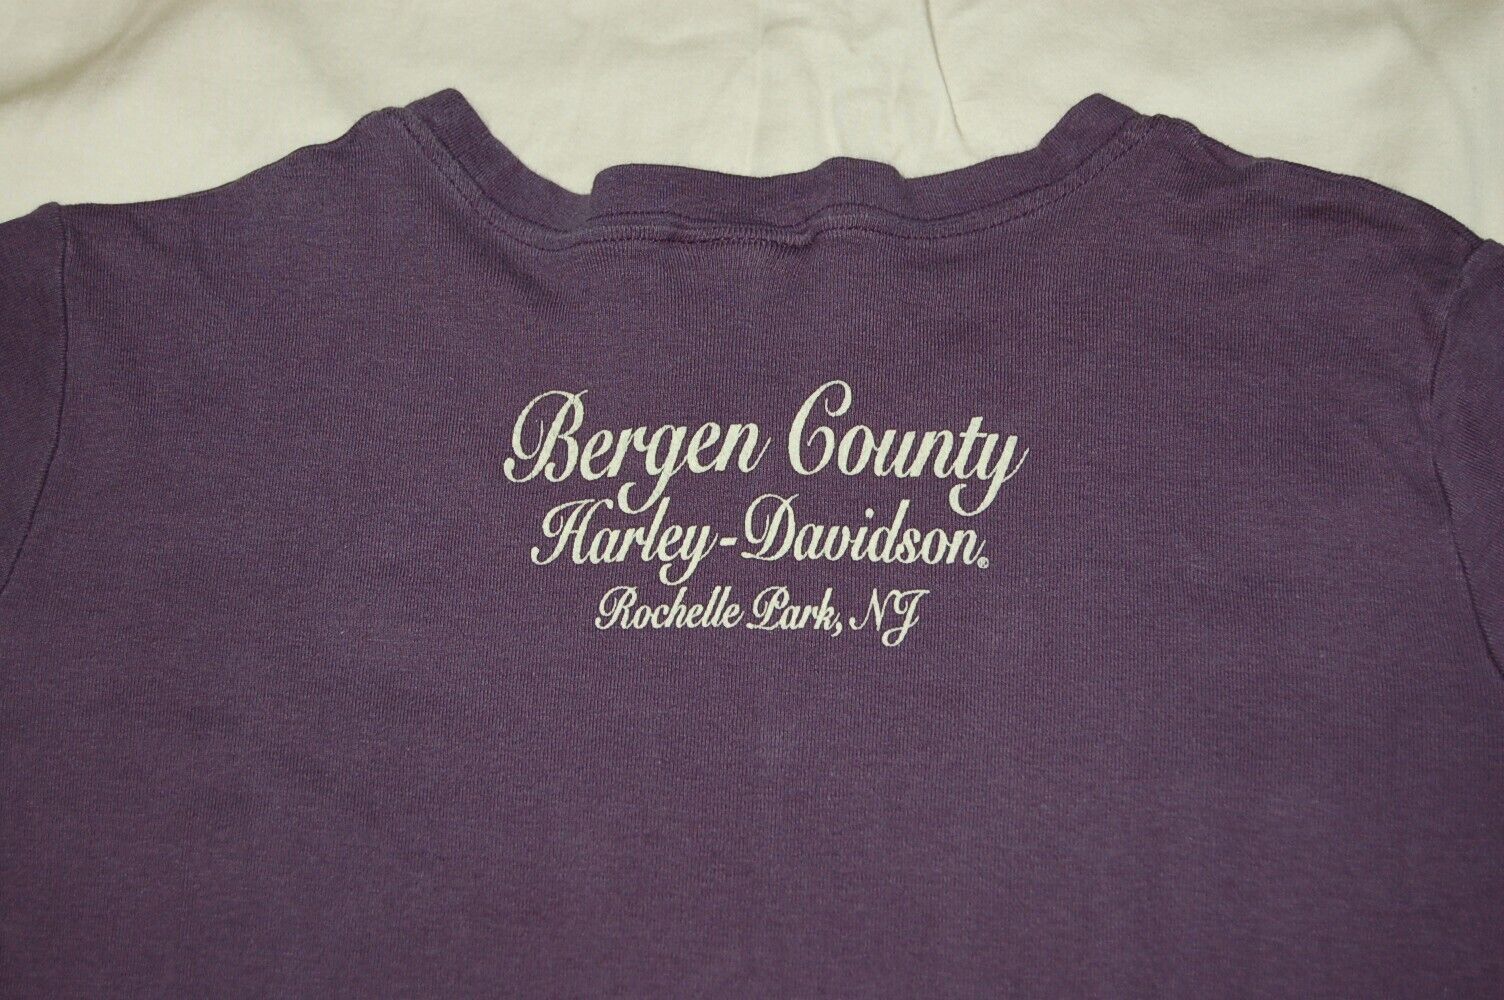 Bergen County
Harley-Davidson®
Rochelle Park, NJ